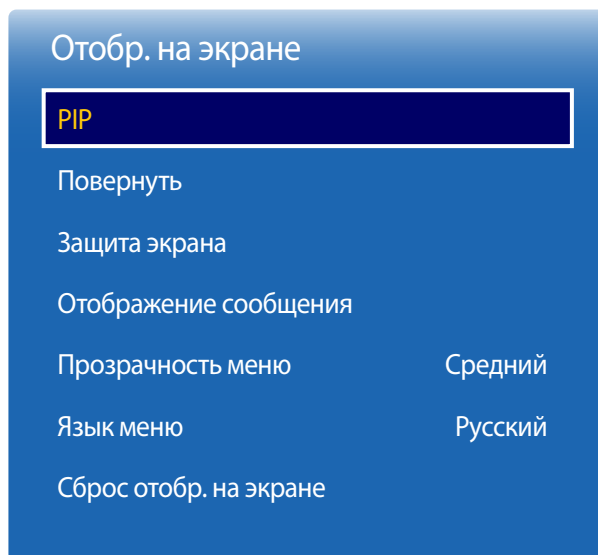 Отобр. на экране
PIP
Повернуть
Защита экрана
Отображение сообщения
Прозрачность меню Средний
Язык меню Русский
Сброс отобр. на экране